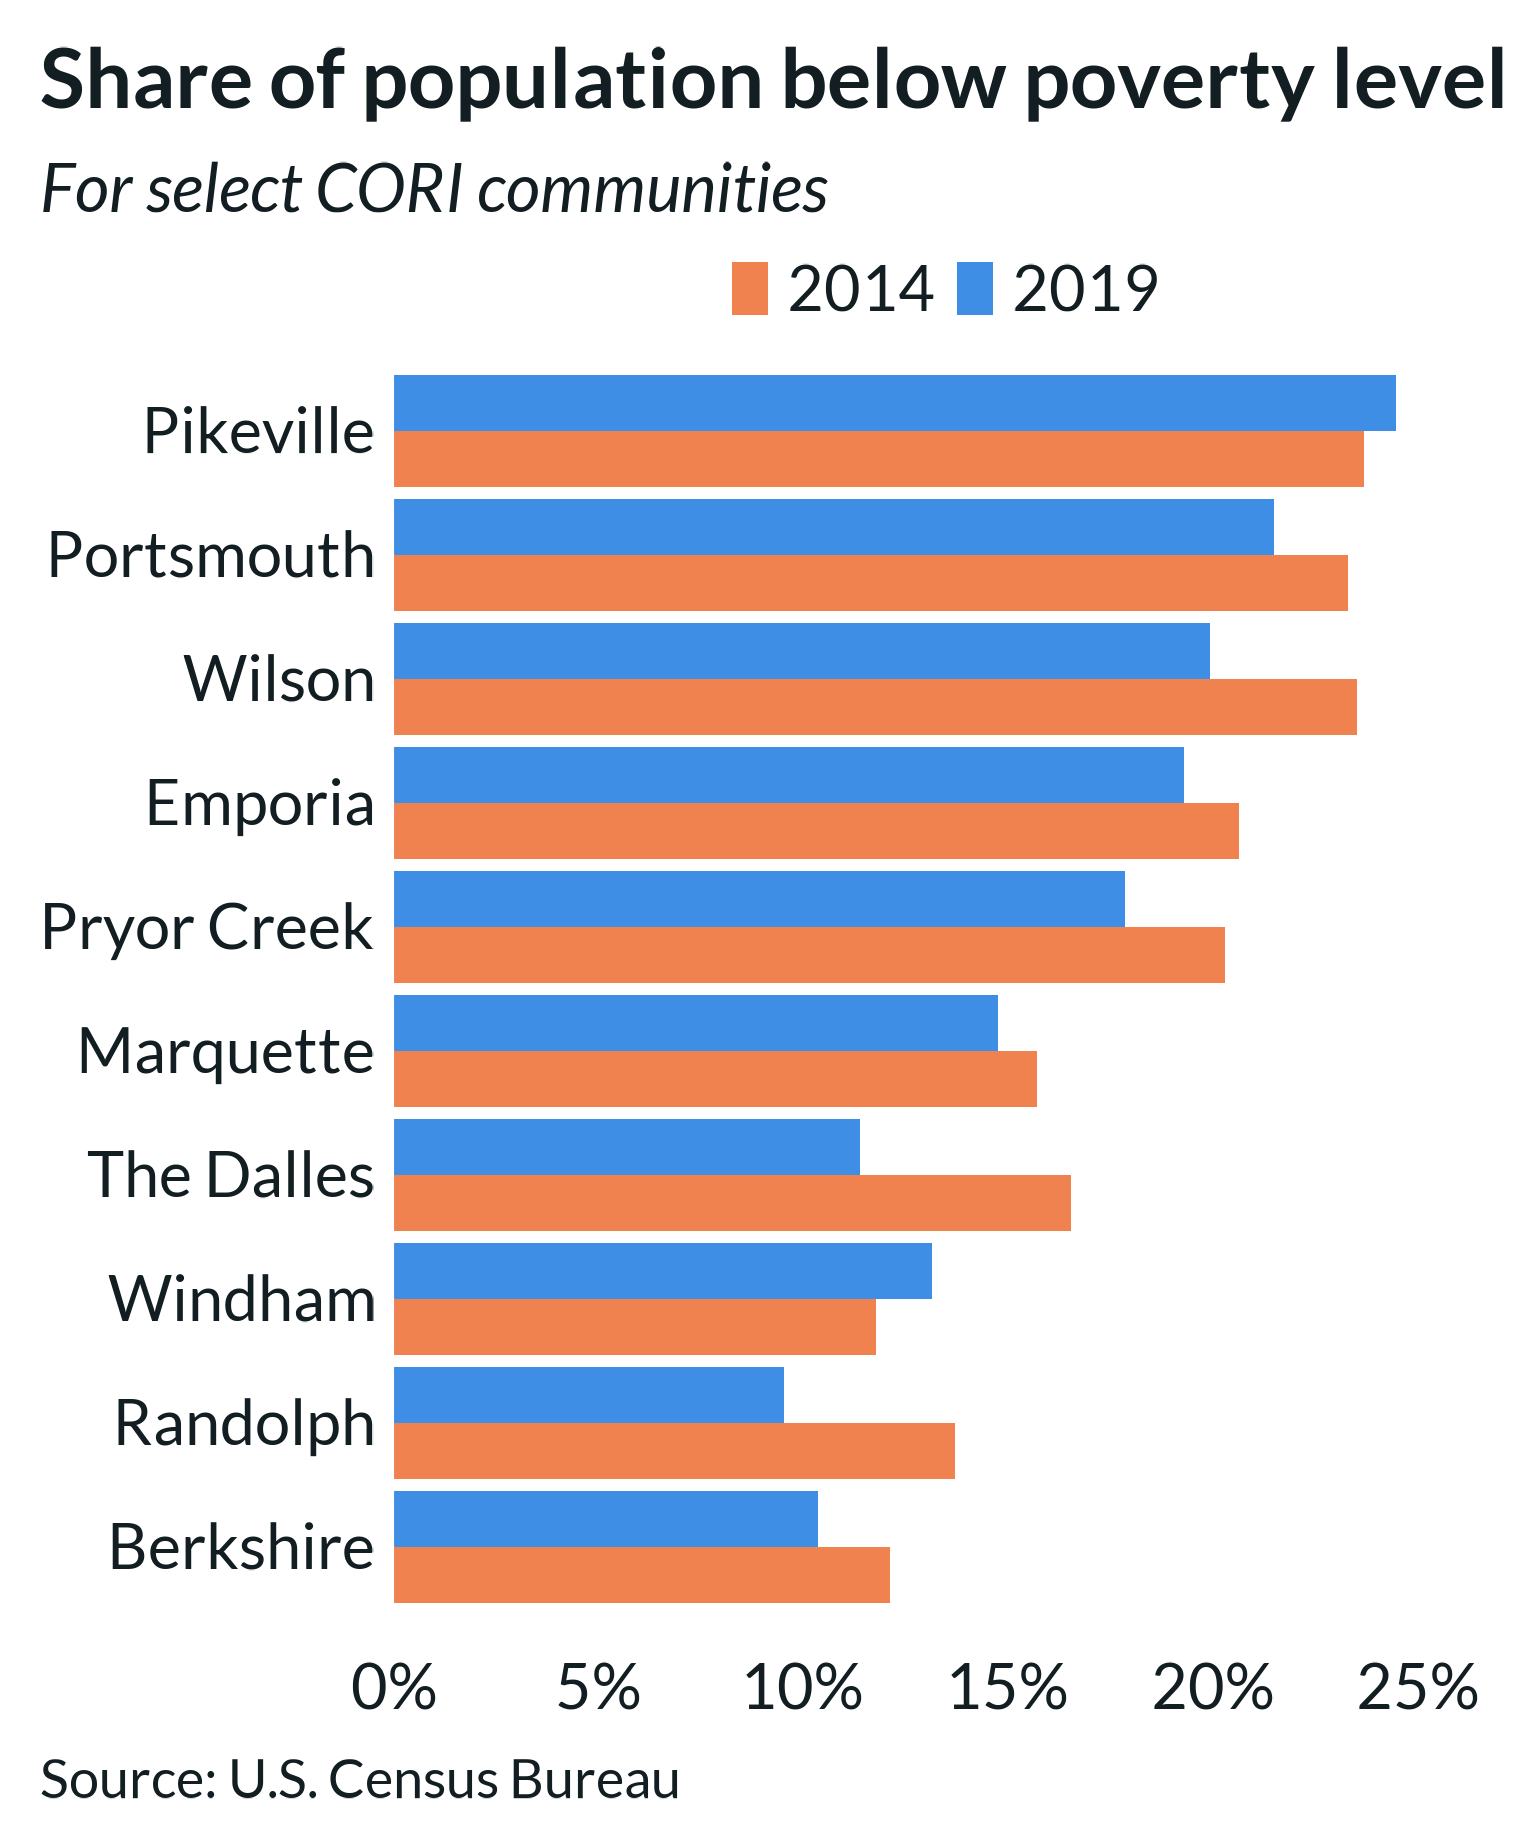 Share of population below poverty level
For select CORI communities
2014 2019
Pikeville
Portsmouth
Wilson
Emporia
Pryor Creek
Marquette
The Dalles
Windham
Randolph
Berkshire
0% 5% 10% 15% 20% 25%
Source: U.S. Census Bureau